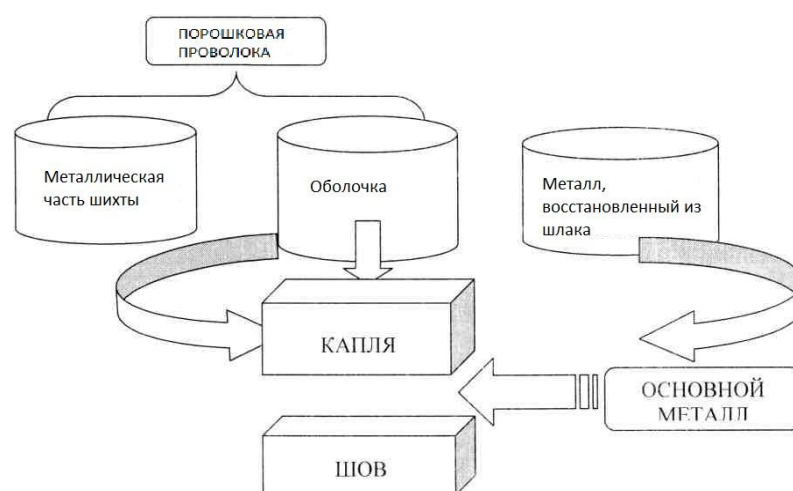 ПОРОШКОВАЯ
ПРОВОЛОКА
Металлическая
часть шихты
Оболочка
Металл,
восстановленный из
шлака
КАПЛЯ
ОСНОВНОЙ
МЕТАЛЛ
ШОВ